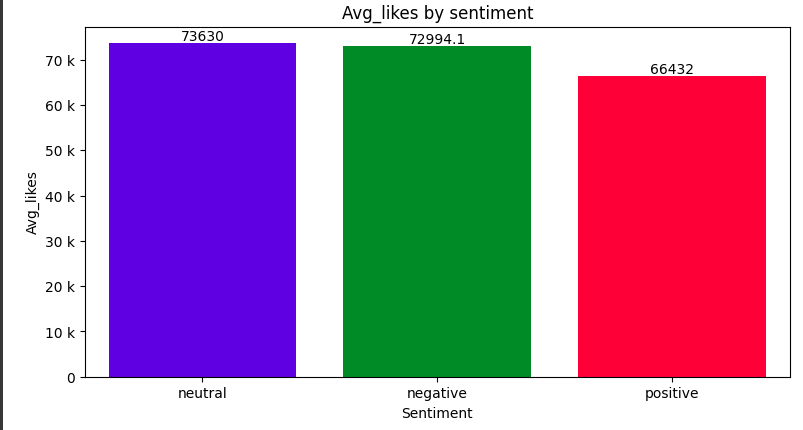 Avg_likes by sentiment
73630
72994.1
66432
70 k
60 k
50 k
40 k
30 k
20 k
10 k
0
Avg_likes
neutral
negative
positive
Sentiment